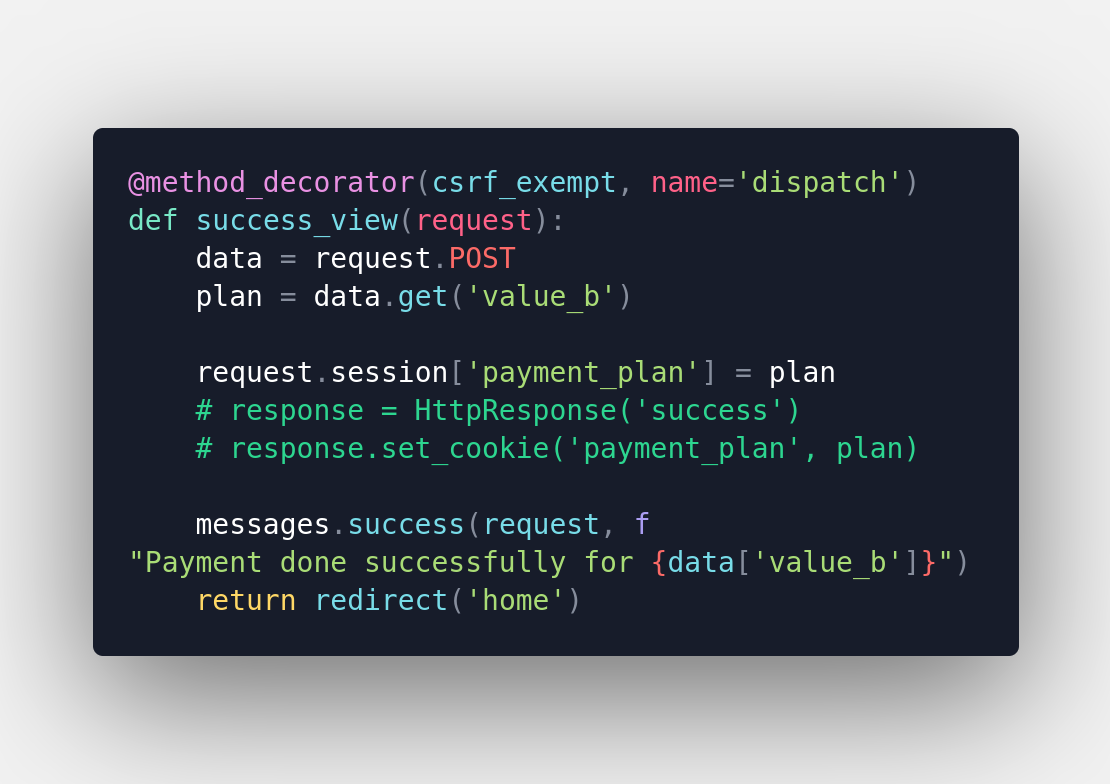 @method_decorator(csrf_exempt, name='dispatch')
def success_view(request):
    data = request.POST
    plan = data.get('value_b')

    request.session['payment_plan'] = plan
    # response = HttpResponse('success')
    # response.set_cookie('payment_plan', plan)

    messages.success(request, f
"Payment done successfully for {data['value_b']}")
    return redirect('home')